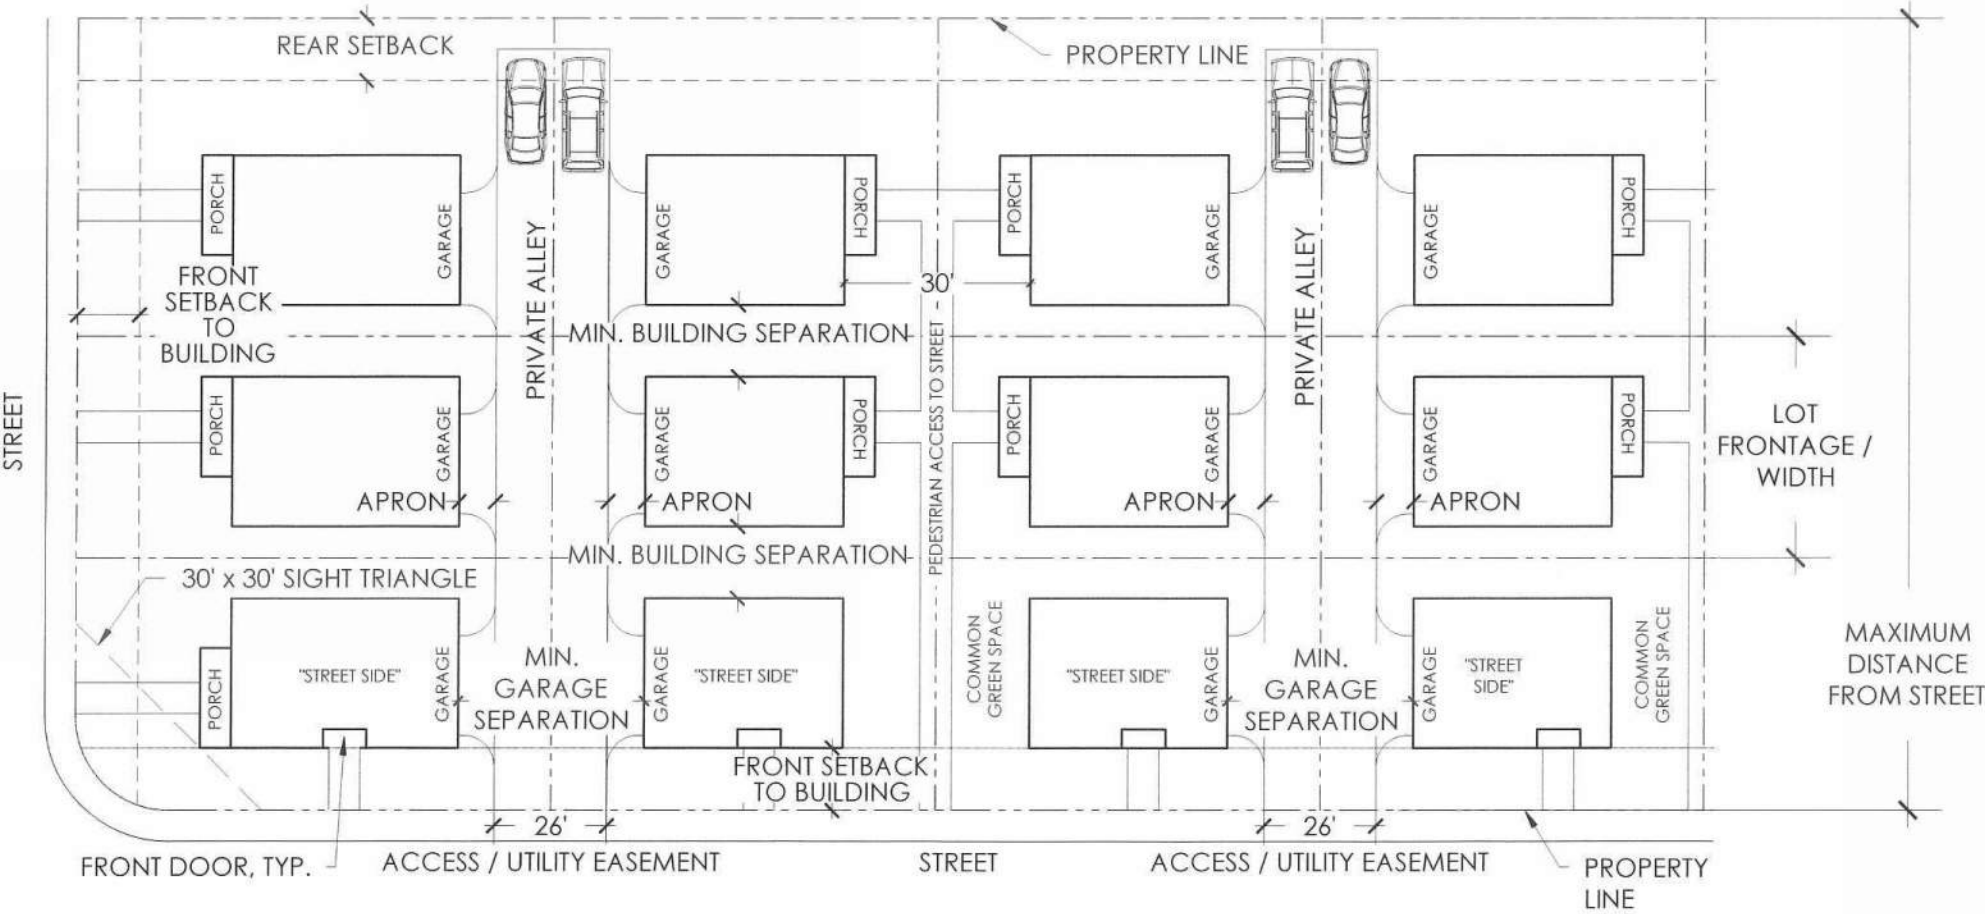 REAR SETBACK
PROPERTY LINE
PORCH
GARAGE
PRIVATE ALLEY
GARAGE
PORCH
PORCH
GARAGE
PRIVATE ALLEY
GARAGE
PORCH
FRONT
SETBACK
TO
BUILDING
30'
MIN. BUILDING SEPARATION
STREET
PORCH
GARAGE
GARAGE
PORCH
PEDESTRIAN ACCESS TO STREET
PORCH
GARAGE
GARAGE
PORCH
LOT
FRONTAGE /
WIDTH
APRON
APRON
APRON
APRON
MIN. BUILDING SEPARATION
30' x 30' SIGHT TRIANGLE
PORCH
"STREET SIDE"
GARAGE
MIN.
GARAGE
SEPARATION
GARAGE
"STREET SIDE"
COMMON
GREEN SPACE
"STREET SIDE"
GARAGE
MIN.
GARAGE
SEPARATION
GARAGE
"STREET
SIDE"
COMMON
GREEN SPACE
MAXIMUM
DISTANCE
FROM STREET
FRONT SETBACK
TO BUILDING
26'
26'
FRONT DOOR, TYP.
ACCESS / UTILITY EASEMENT
STREET
ACCESS / UTILITY EASEMENT
PROPERTY
LINE